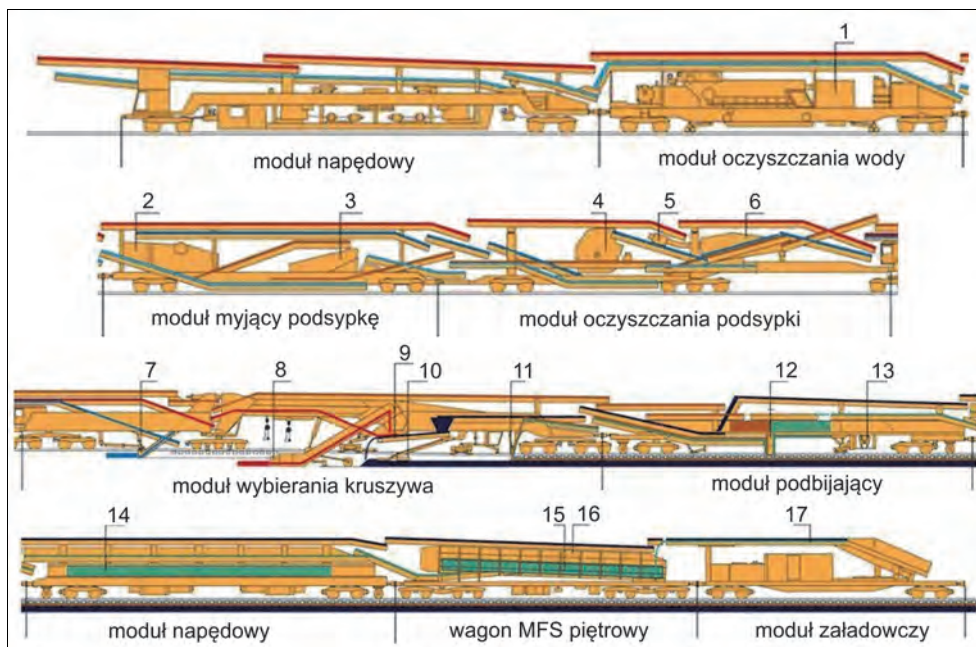 1
moduł napędowy moduł oczyszczania wody
2 3 4 5 6
moduł myjący podsypkę moduł oczyszczania podsypki
7 8 9 10 11 12 13
moduł wybierania kruszywa moduł podbijający
14 15 16 17
moduł napędowy wagon MFS piętrowy moduł załadowczy